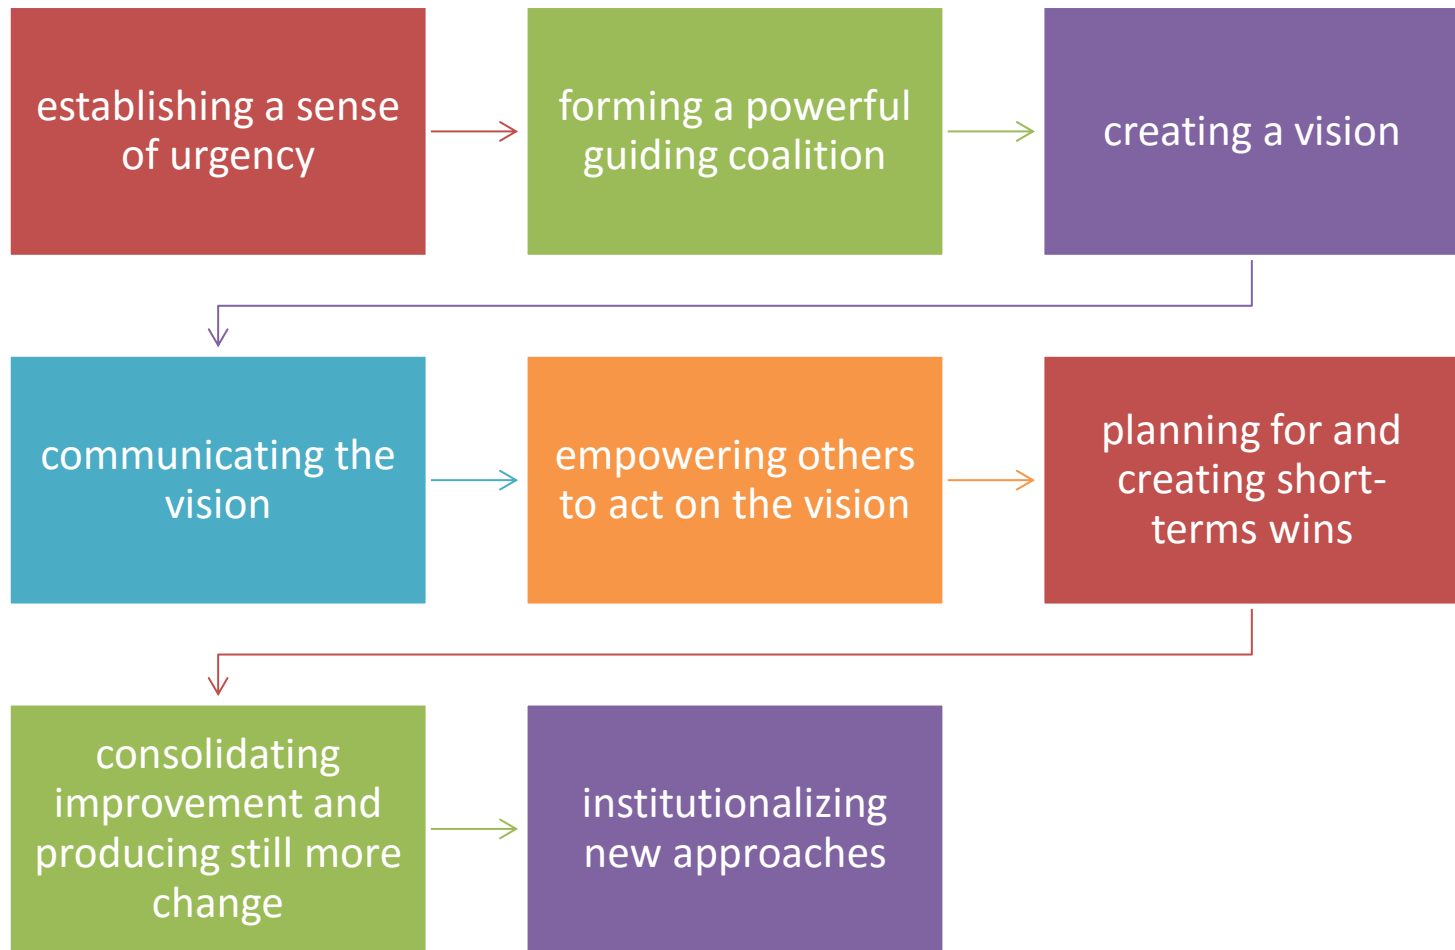 establishing a sense
of urgency
forming a powerful
guiding coalition
creating a vision
communicating the
vision
empowering others
to act on the vision
planning for and
creating short-
terms wins
consolidating
improvement and
producing still more
change
institutionalizing
new approaches